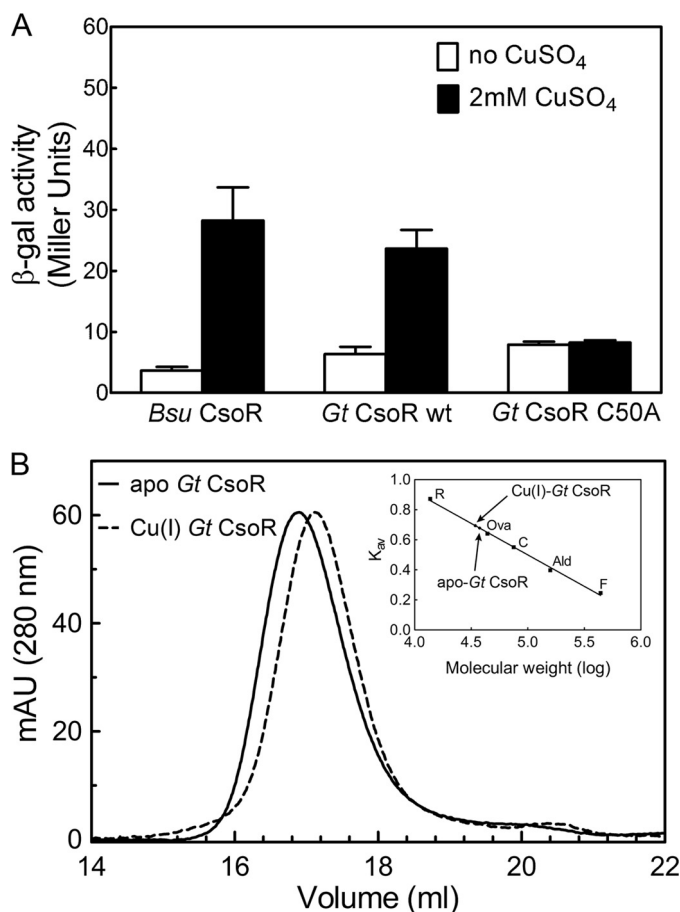 A
60
50
40
30
20
10
0
β-gal activity
(Miller Units)
no CuSO₄
2mM CuSO₄
Bsu CsoR
Gt CsoR wt
Gt CsoR C50A
B
apo Gt CsoR
Cu(I) Gt CsoR
60
40
20
0
mAU (280 nm)
14
16
18
20
22
Volume (ml)
1.0
0.8
0.6
0.4
0.2
0.0
Kav
R
Cu(I)-Gt CsoR
Ova
C
apo-Gt CsoR
Ald
F
4.0
4.5
5.0
5.5
6.0
Molecular weight (log)